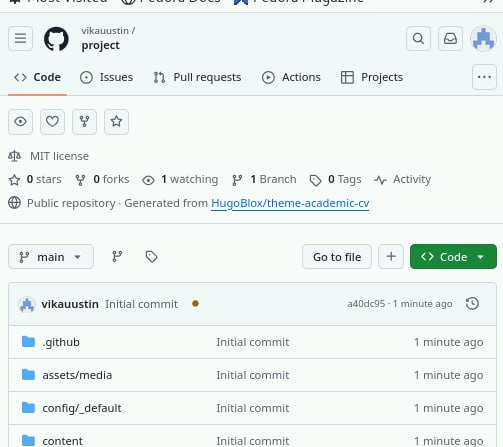 Most Visited Fedora Docs Fedora Magazine
vikauustin /
project
Code Issues Pull requests Actions Projects
MIT license
0 stars 0 forks 1 watching 1 Branch 0 Tags Activity
Public repository · Generated from HugoBlox/theme-academic-cv
main Go to file Code
vikauustin Initial commit a40dc95 · 1 minute ago
.github Initial commit 1 minute ago
assets/media Initial commit 1 minute ago
config/_default Initial commit 1 minute ago
content Initial commit 1 minute ago